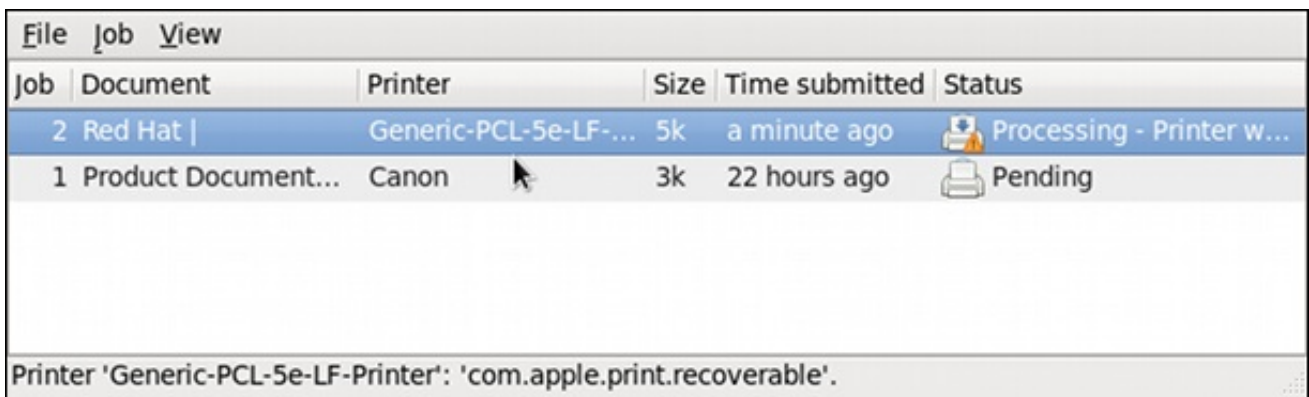 File Job View
Job Document Printer Size Time submitted Status
2 Red Hat | Generic-PCL-5e-LF-... 5k a minute ago Processing - Printer w...
1 Product Document... Canon 3k 22 hours ago Pending
Printer 'Generic-PCL-5e-LF-Printer': 'com.apple.print.recoverable'.